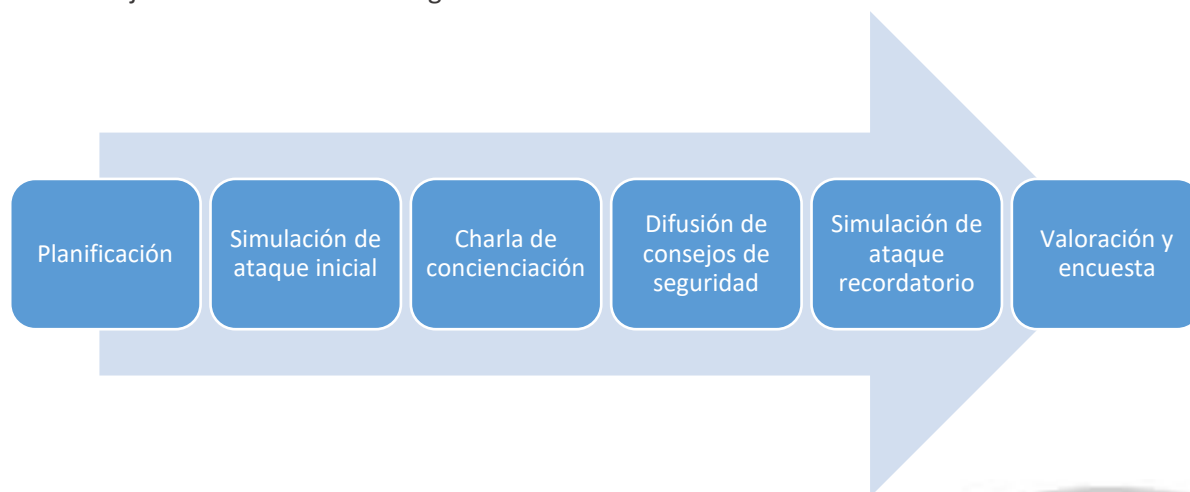 Planificación
Simulación de
ataque inicial
Charla de
concienciación
Difusión de
consejos de
seguridad
Simulación de
ataque
recordatorio
Valoración y
encuesta